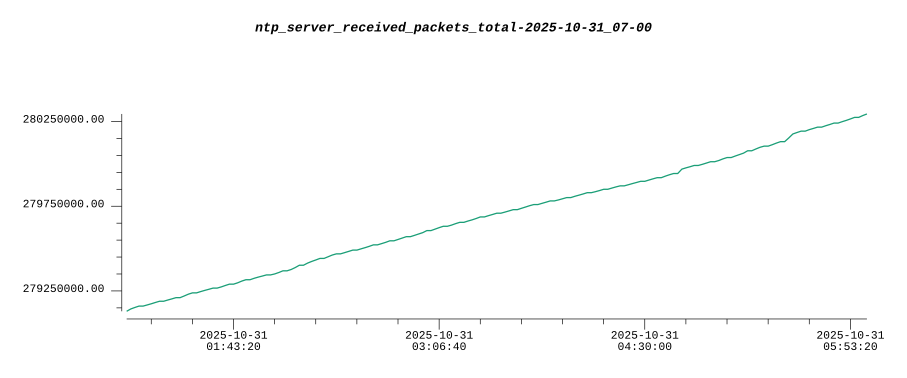 ntp_server_received_packets_total-2025-10-31_07-00
280250000.00
279750000.00
279250000.00
2025-10-31 2025-10-31 2025-10-31 2025-10-31
01:43:20 03:06:40 04:30:00 05:53:20